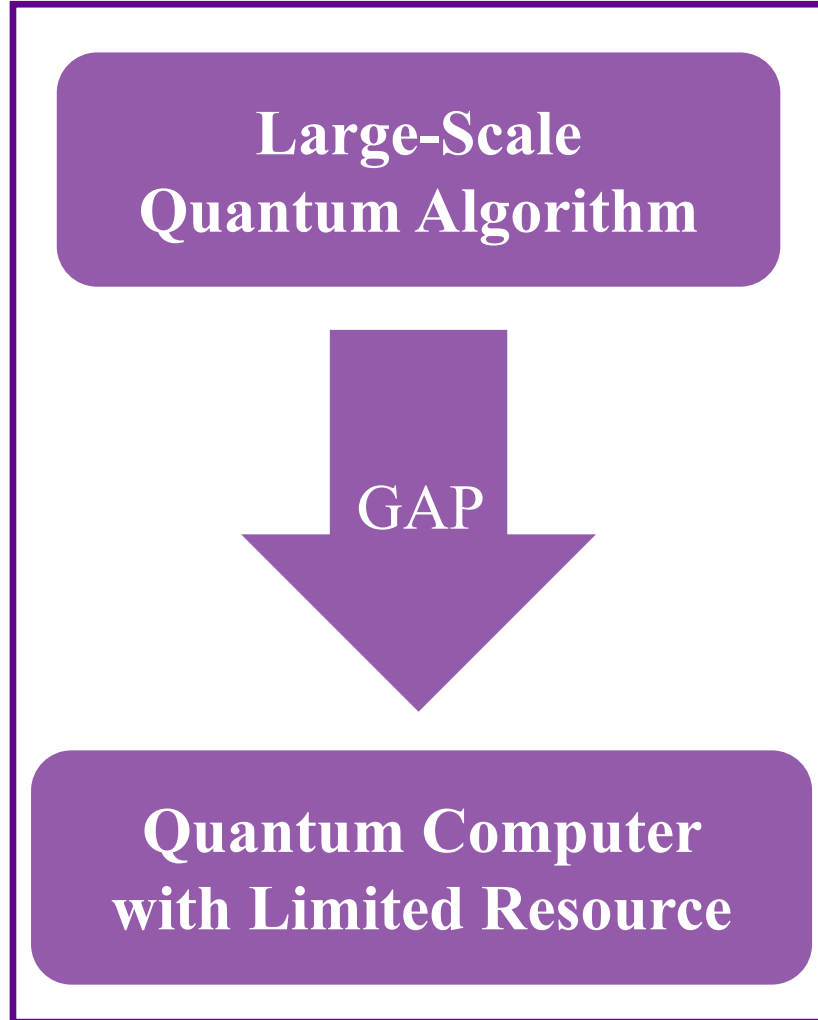 Large-Scale
Quantum Algorithm
GAP
Quantum Computer
with Limited Resource